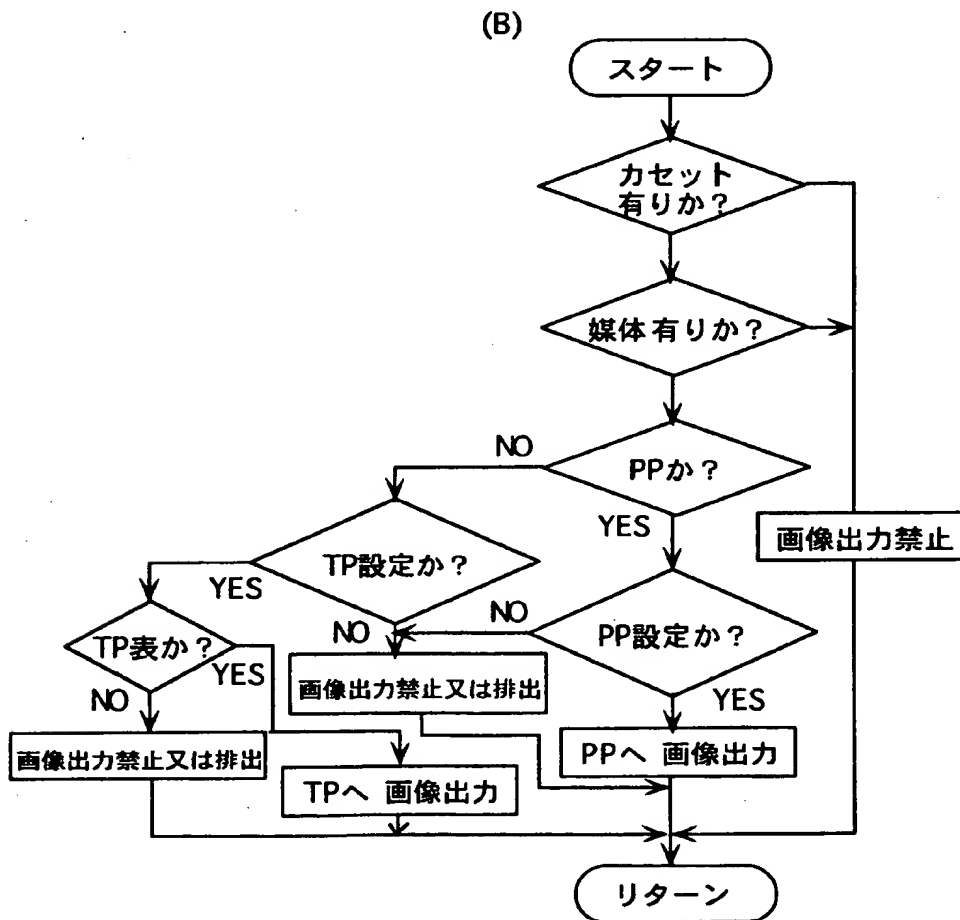 (B)
スタート
カセット
有りか？
媒体有りか？
NO
PPか？
YES
画像出力禁止
TP設定か？
YES
NO
NO
PP設定か？
TP表か？
YES
NO
画像出力禁止又は排出
YES
画像出力禁止又は排出
PPへ 画像出力
TPへ 画像出力
リターン